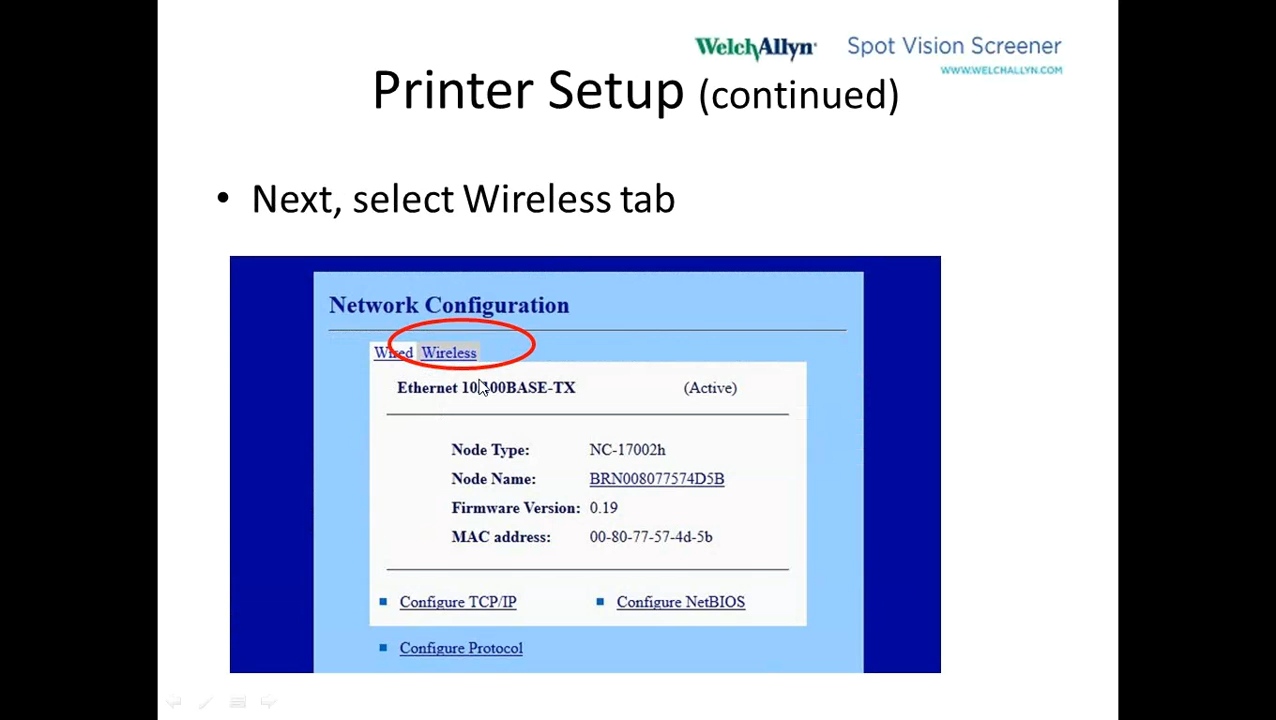 WelchAllyn Spot Vision Screener
WWW.WELCHALLYN.COM
Printer Setup (continued)
• Next, select Wireless tab
Network Configuration
Wired Wireless
Ethernet 10/100BASE-TX (Active)
Node Type: NC-17002h
Node Name: BRN008077574D5B
Firmware Version: 0.19
MAC address: 00-80-77-57-4d-5b
Configure TCP/IP Configure NetBIOS
Configure Protocol